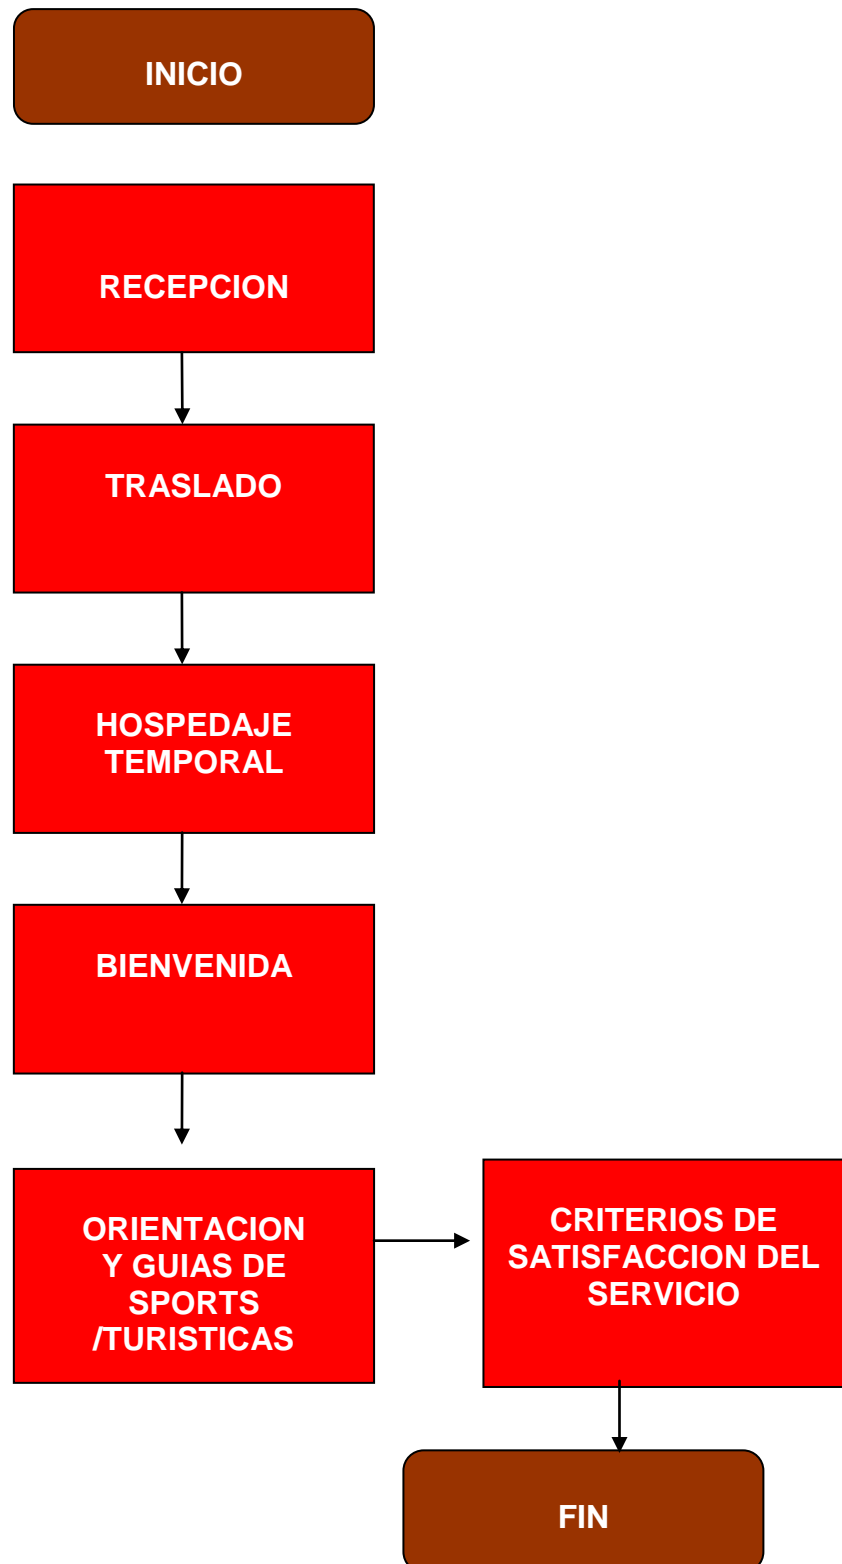 INICIO
RECEPCION
TRASLADO
HOSPEDAJE
TEMPORAL
BIENVENIDA
ORIENTACION
Y GUIAS DE
SPORTS
/TURISTICAS
CRITERIOS DE
SATISFACCION DEL
SERVICIO
FIN